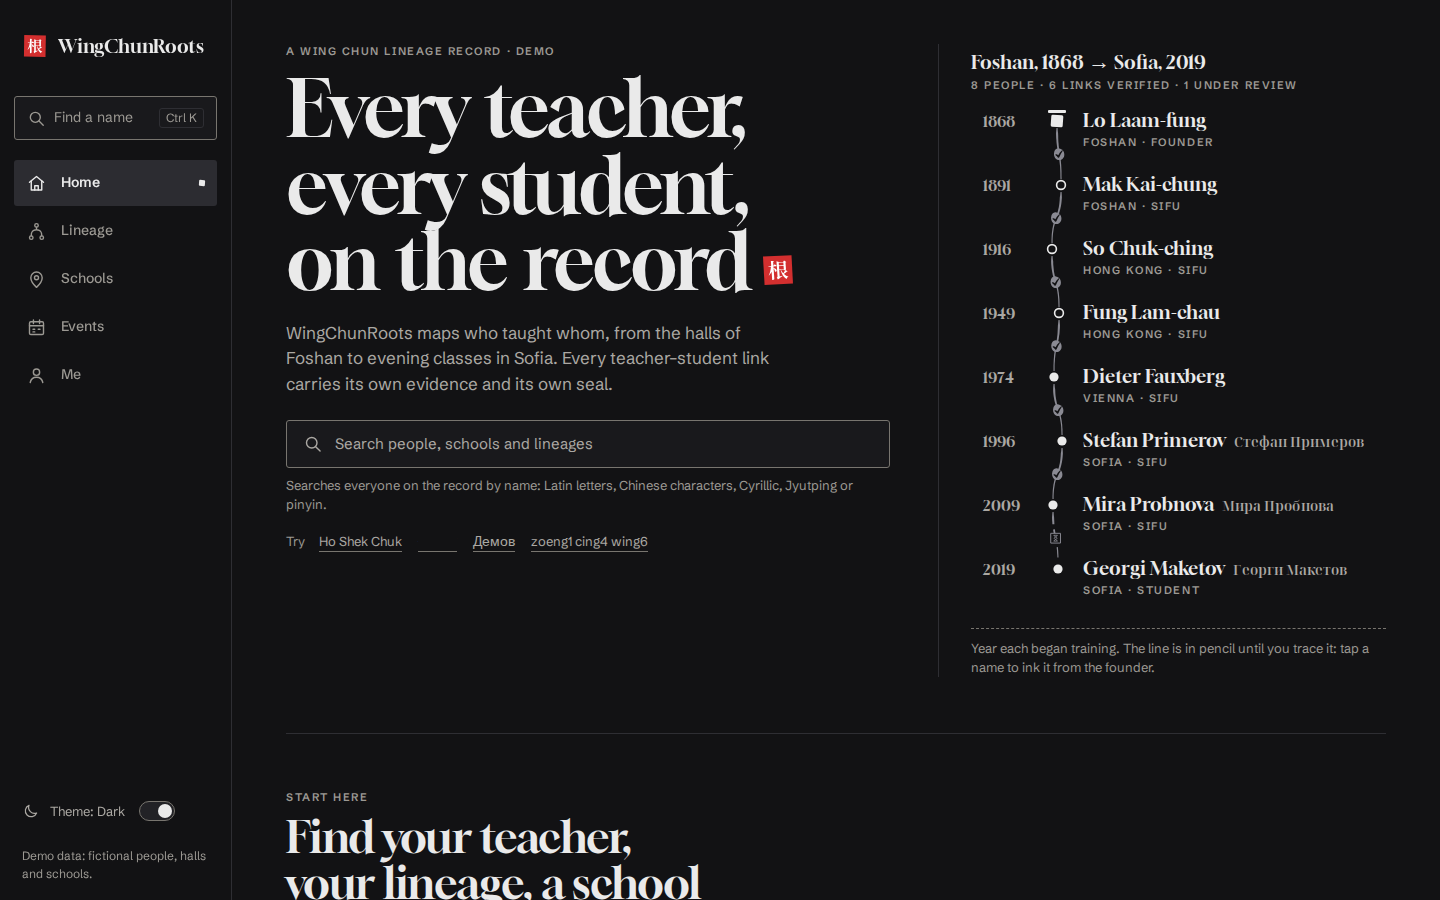 根 WingChunRoots
Find a name Ctrl K
Home
Lineage
Schools
Events
Me
Theme: Dark
Demo data: fictional people, halls
and schools.
A WING CHUN LINEAGE RECORD · DEMO
Every teacher,
every student,
on the record 根
WingChunRoots maps who taught whom, from the halls of
Foshan to evening classes in Sofia. Every teacher–student link
carries its own evidence and its own seal.
Search people, schools and lineages
Searches everyone on the record by name: Latin letters, Chinese characters, Cyrillic, Jyutping or
pinyin.
Try Ho Shek Chuk Демов zoeng1 cing4 wing6
Foshan, 1868 → Sofia, 2019
8 PEOPLE · 6 LINKS VERIFIED · 1 UNDER REVIEW
1868 Lo Laam-fung
FOSHAN · FOUNDER
1891 Mak Kai-chung
FOSHAN · SIFU
1916 So Chuk-ching
HONG KONG · SIFU
1949 Fung Lam-chau
HONG KONG · SIFU
1974 Dieter Fauxberg
VIENNA · SIFU
1996 Stefan Primerov Стефан Примеров
SOFIA · SIFU
2009 Mira Probnova Мира Пробнова
SOFIA · SIFU
2019 Georgi Maketov Георги Макетов
SOFIA · STUDENT
Year each began training. The line is in pencil until you trace it: tap a
name to ink it from the founder.
START HERE
Find your teacher,
your lineage, a school